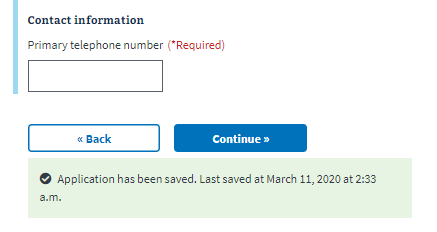 Contact information
Primary telephone number (*Required)
« Back
Continue »
Application has been saved. Last saved at March 11, 2020 at 2:33
a.m.